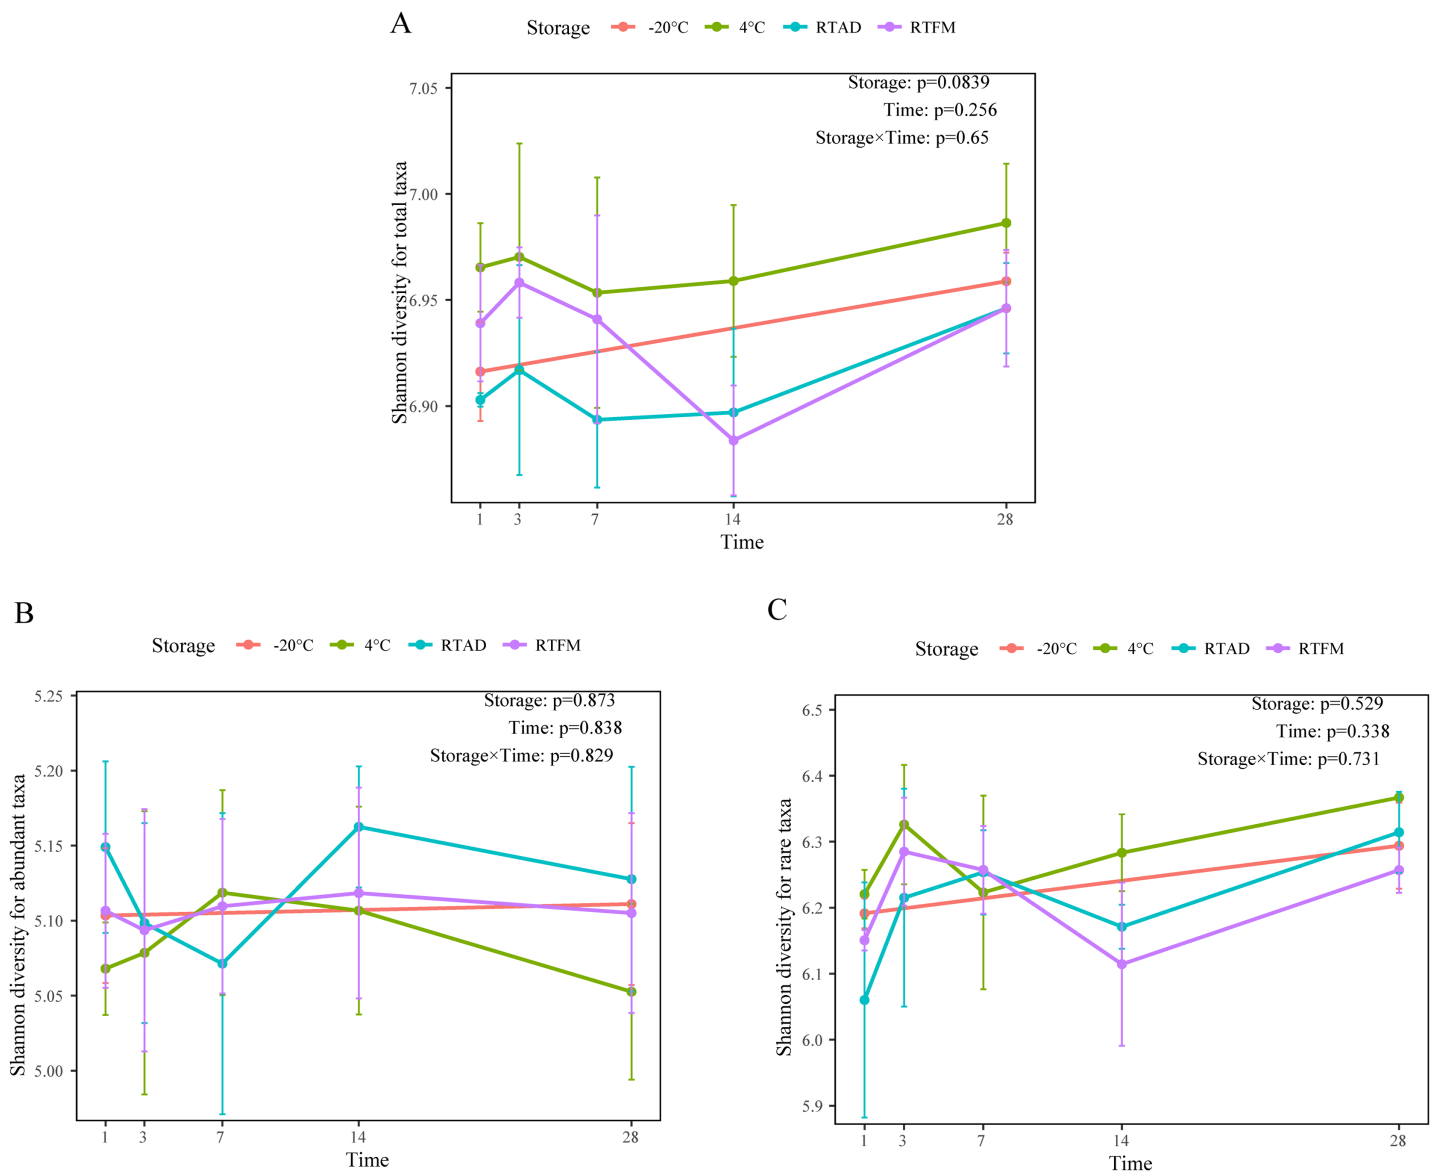 A
Storage -20°C 4°C RTAD RTFM
Storage: p=0.0839
Time: p=0.256
Storage×Time: p=0.65
Shannon diversity for total taxa
7.05
7.00
6.95
6.90
1 3 7 14 28
Time
B
Storage -20°C 4°C RTAD RTFM
Storage: p=0.873
Time: p=0.838
Storage×Time: p=0.829
Shannon diversity for abundant taxa
5.25
5.20
5.15
5.10
5.05
5.00
1 3 7 14 28
Time
C
Storage -20°C 4°C RTAD RTFM
Storage: p=0.529
Time: p=0.338
Storage×Time: p=0.731
Shannon diversity for rare taxa
6.5
6.4
6.3
6.2
6.1
6.0
5.9
1 3 7 14 28
Time